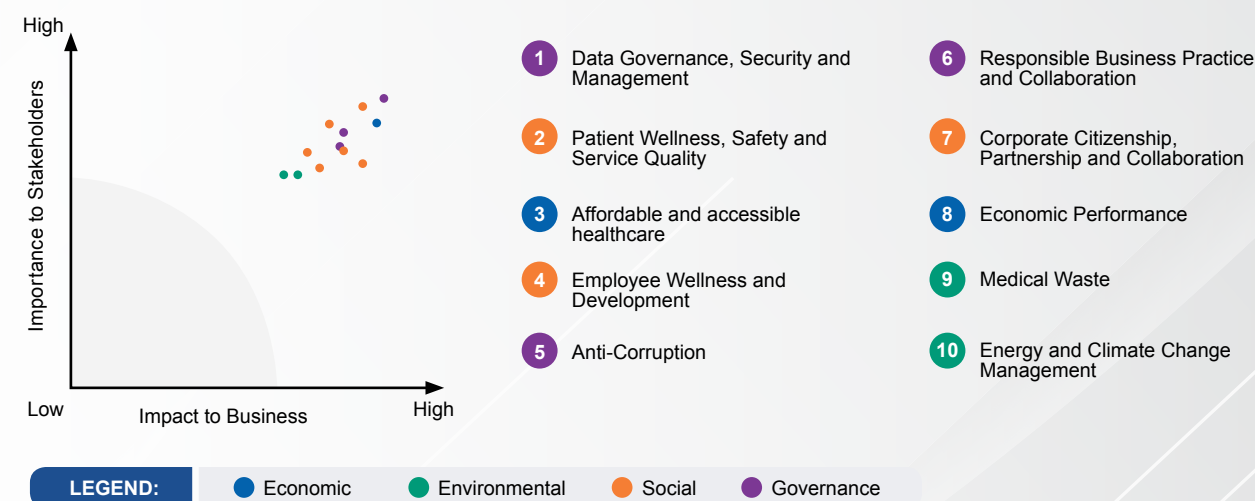 High
Importance to Stakeholders
Low
Impact to Business
High
1
Data Governance, Security and
Management
2
Patient Wellness, Safety and
Service Quality
3
Affordable and accessible
healthcare
4
Employee Wellness and
Development
5
Anti-Corruption
6
Responsible Business Practice
and Collaboration
7
Corporate Citizenship,
Partnership and Collaboration
8
Economic Performance
9
Medical Waste
10
Energy and Climate Change
Management
LEGEND:
Economic
Environmental
Social
Governance